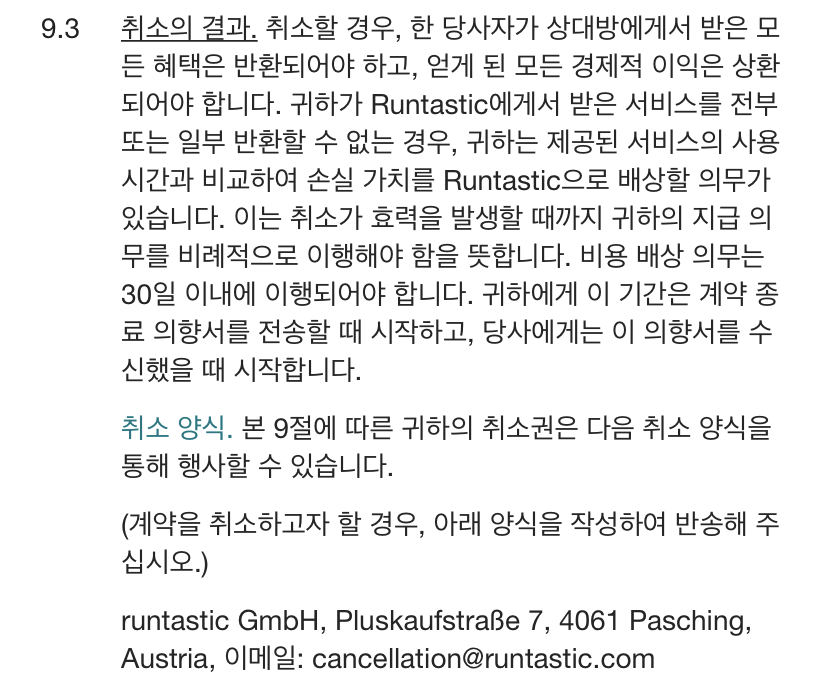 9.3 취소의 결과. 취소할 경우, 한 당사자가 상대방에게서 받은 모
든 혜택은 반환되어야 하고, 얻게 된 모든 경제적 이익은 상환
되어야 합니다. 귀하가 Runtastic에게서 받은 서비스를 전부
또는 일부 반환할 수 없는 경우, 귀하는 제공된 서비스의 사용
시간과 비교하여 손실 가치를 Runtastic으로 배상할 의무가
있습니다. 이는 취소가 효력을 발생할 때까지 귀하의 지급 의
무를 비례적으로 이행해야 함을 뜻합니다. 비용 배상 의무는
30일 이내에 이행되어야 합니다. 귀하에게 이 기간은 계약 종
료 의향서를 전송할 때 시작하고, 당사에게는 이 의향서를 수
신했을 때 시작합니다.
취소 양식. 본 9절에 따른 귀하의 취소권은 다음 취소 양식을
통해 행사할 수 있습니다.
(계약을 취소하고자 할 경우, 아래 양식을 작성하여 반송해 주
십시오.)
runtastic GmbH, Pluskaufstraße 7, 4061 Pasching,
Austria, 이메일: cancellation@runtastic.com